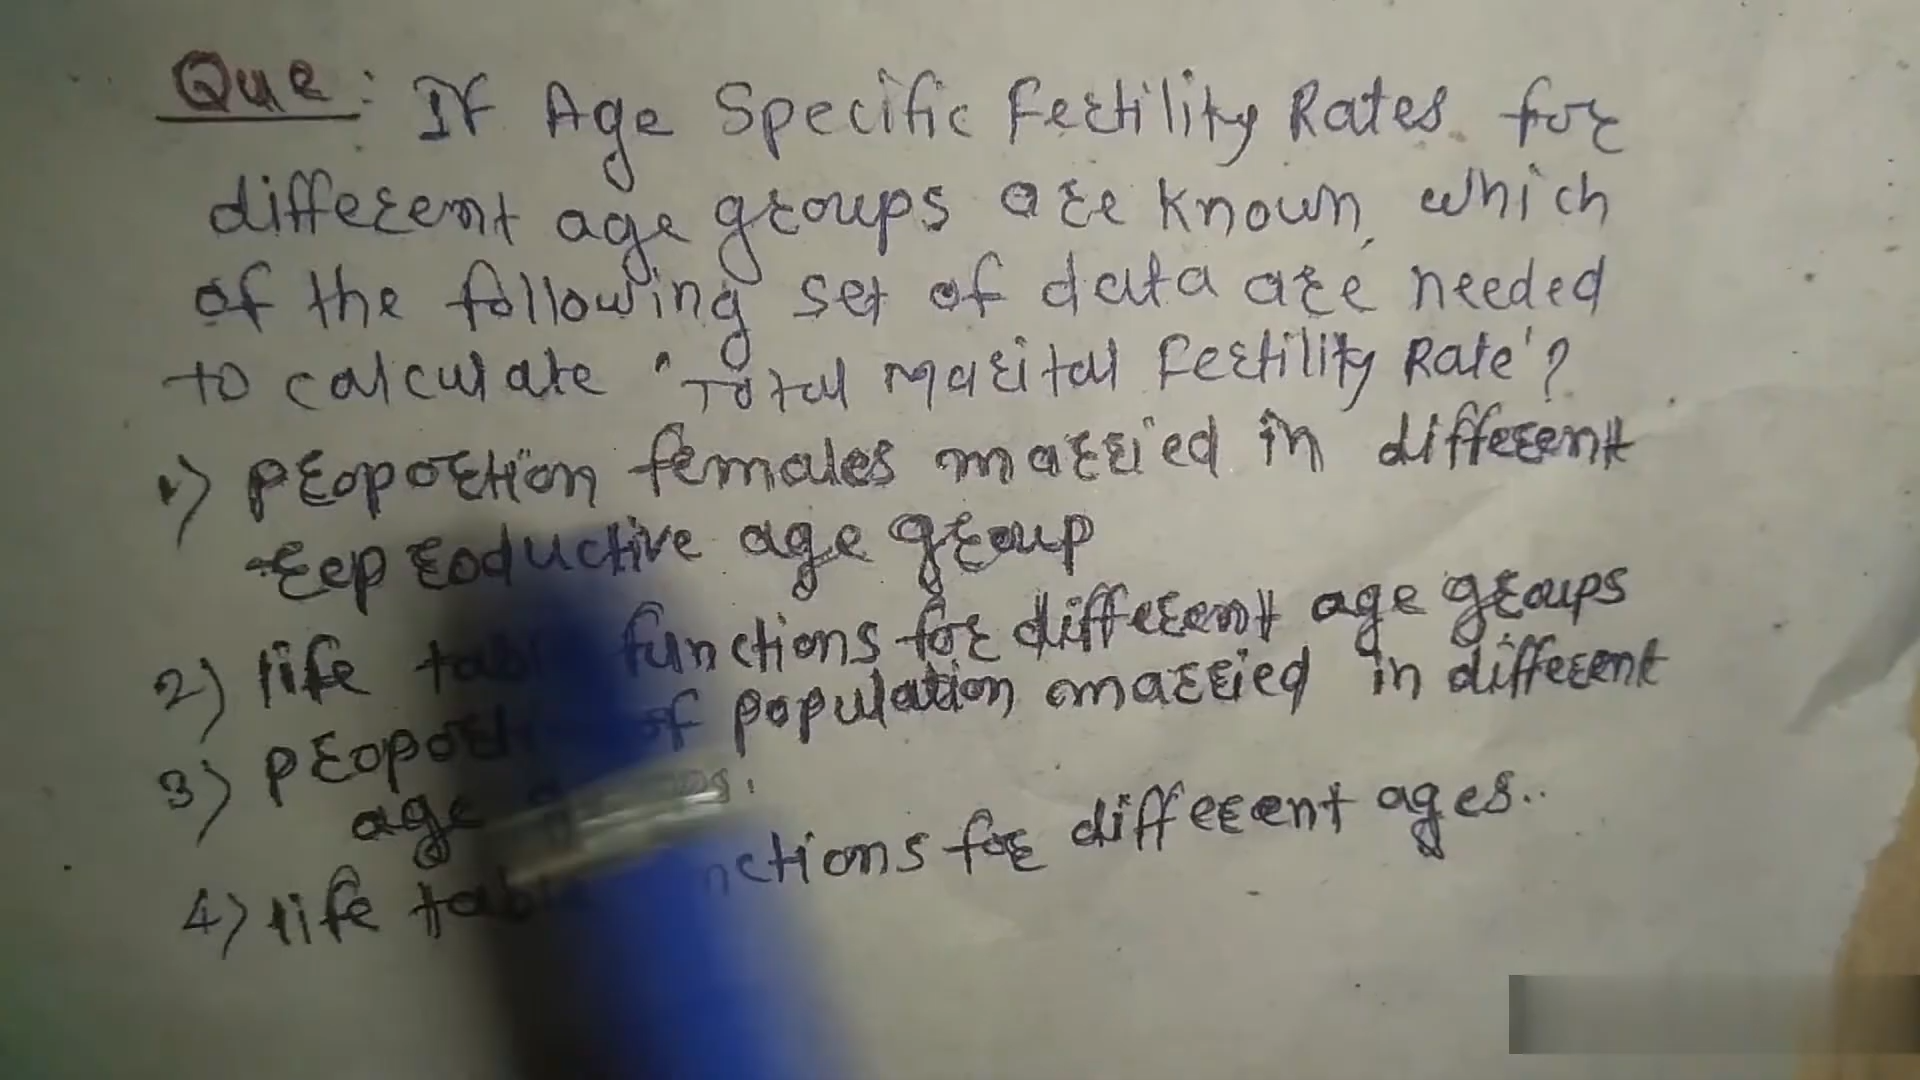 Que: If Age Specific Fertility Rates for
different age groups are known, which
of the following set of data are needed
to calculate 'Total Marital Fertility Rate'?
1) proportion females married in different
reproductive age group
2) life functions for different age groups
3) of population married in different
age
4) life for different ages..